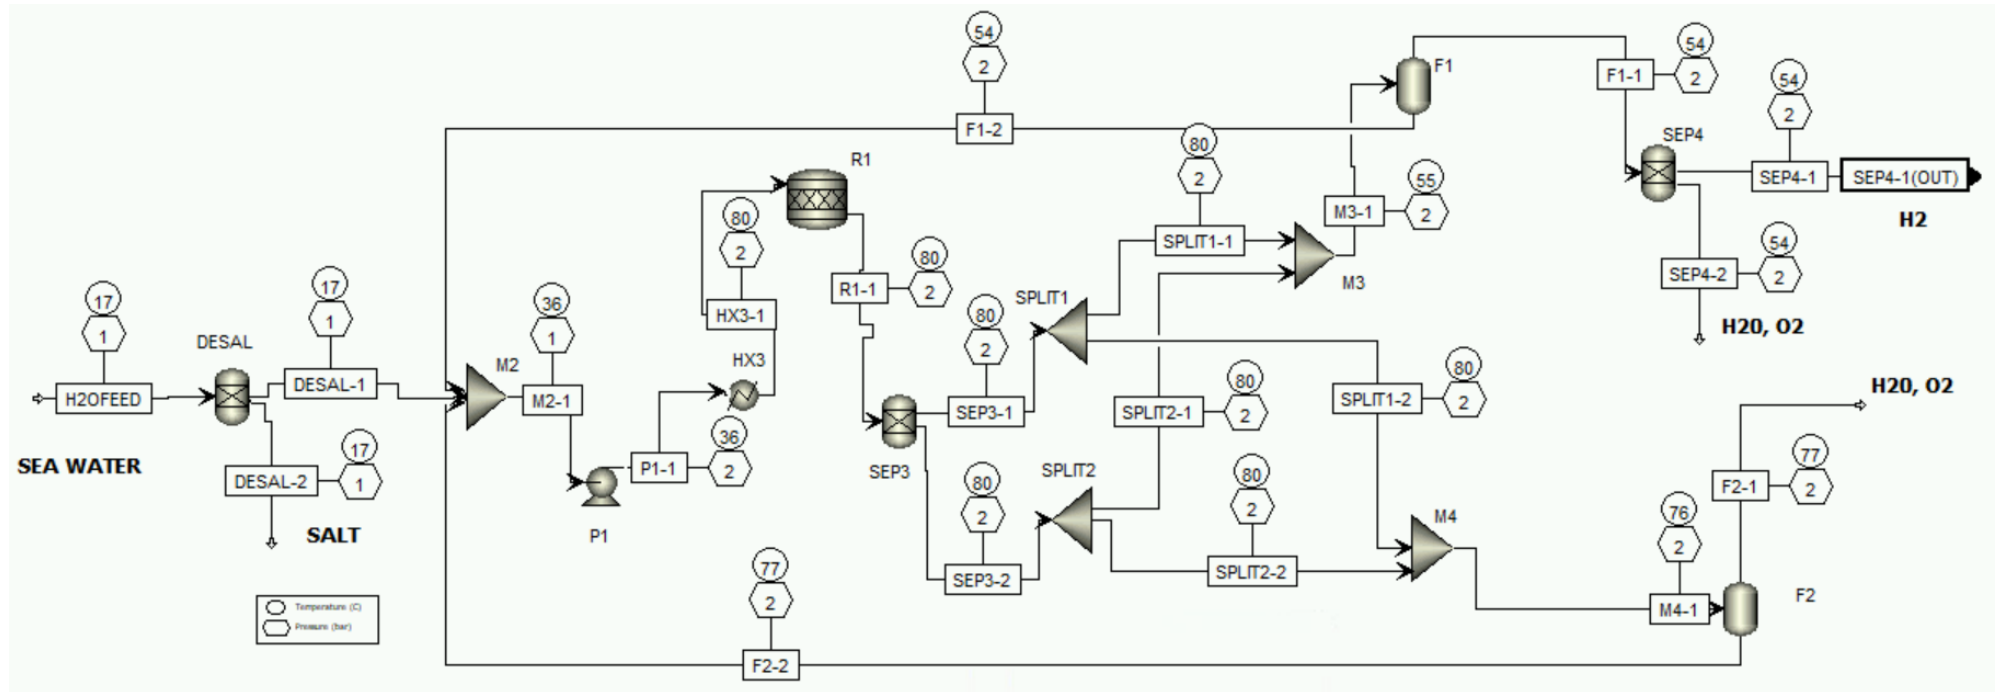 54
2
F1-2
F1
54
2
F1-1
54
2
SEP4
SEP4-1
SEP4-1(OUT)
H2
54
2
SEP4-2
H20, O2
80
2
SPLIT1-1
55
2
M3-1
M3
R1
80
2
HX3-1
HX3
80
2
R1-1
SPLIT1
80
2
SEP3-1
SEP3
17
1
H2OFEED
SEA WATER
DESAL
17
1
DESAL-1
17
1
DESAL-2
SALT
M2
36
1
M2-1
36
2
P1-1
P1
80
2
SPLIT2-1
80
2
SPLIT1-2
SPLIT2
80
2
SEP3-2
80
2
SPLIT2-2
M4
H20, O2
77
2
F2-1
76
2
M4-1
F2
77
2
F2-2
Temperature (C)
Pressure (bar)